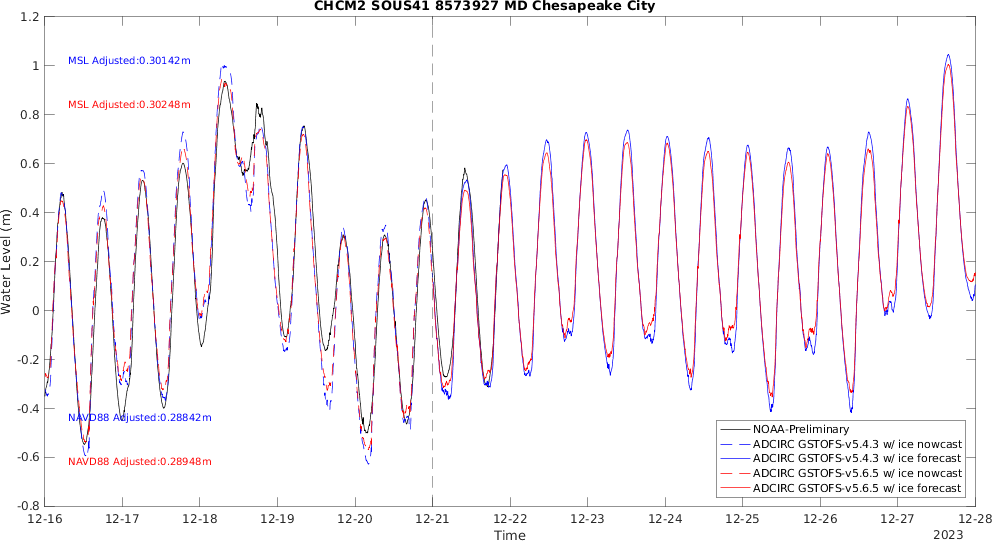 CHCM2 SOUS41 8573927 MD Chesapeake City
1.2
1
0.8
0.6
0.4
0.2
0
-0.2
-0.4
-0.6
-0.8
Water Level (m)
MSL Adjusted:0.30142m
MSL Adjusted:0.30248m
NAVD88 Adjusted:0.28842m
NAVD88 Adjusted:0.28948m
NOAA-Preliminary
ADCIRC GSTOFS-v5.4.3 w/ ice nowcast
ADCIRC GSTOFS-v5.4.3 w/ ice forecast
ADCIRC GSTOFS-v5.6.5 w/ ice nowcast
ADCIRC GSTOFS-v5.6.5 w/ ice forecast
12-16 12-17 12-18 12-19 12-20 12-21 12-22 12-23 12-24 12-25 12-26 12-27 12-28
Time
2023